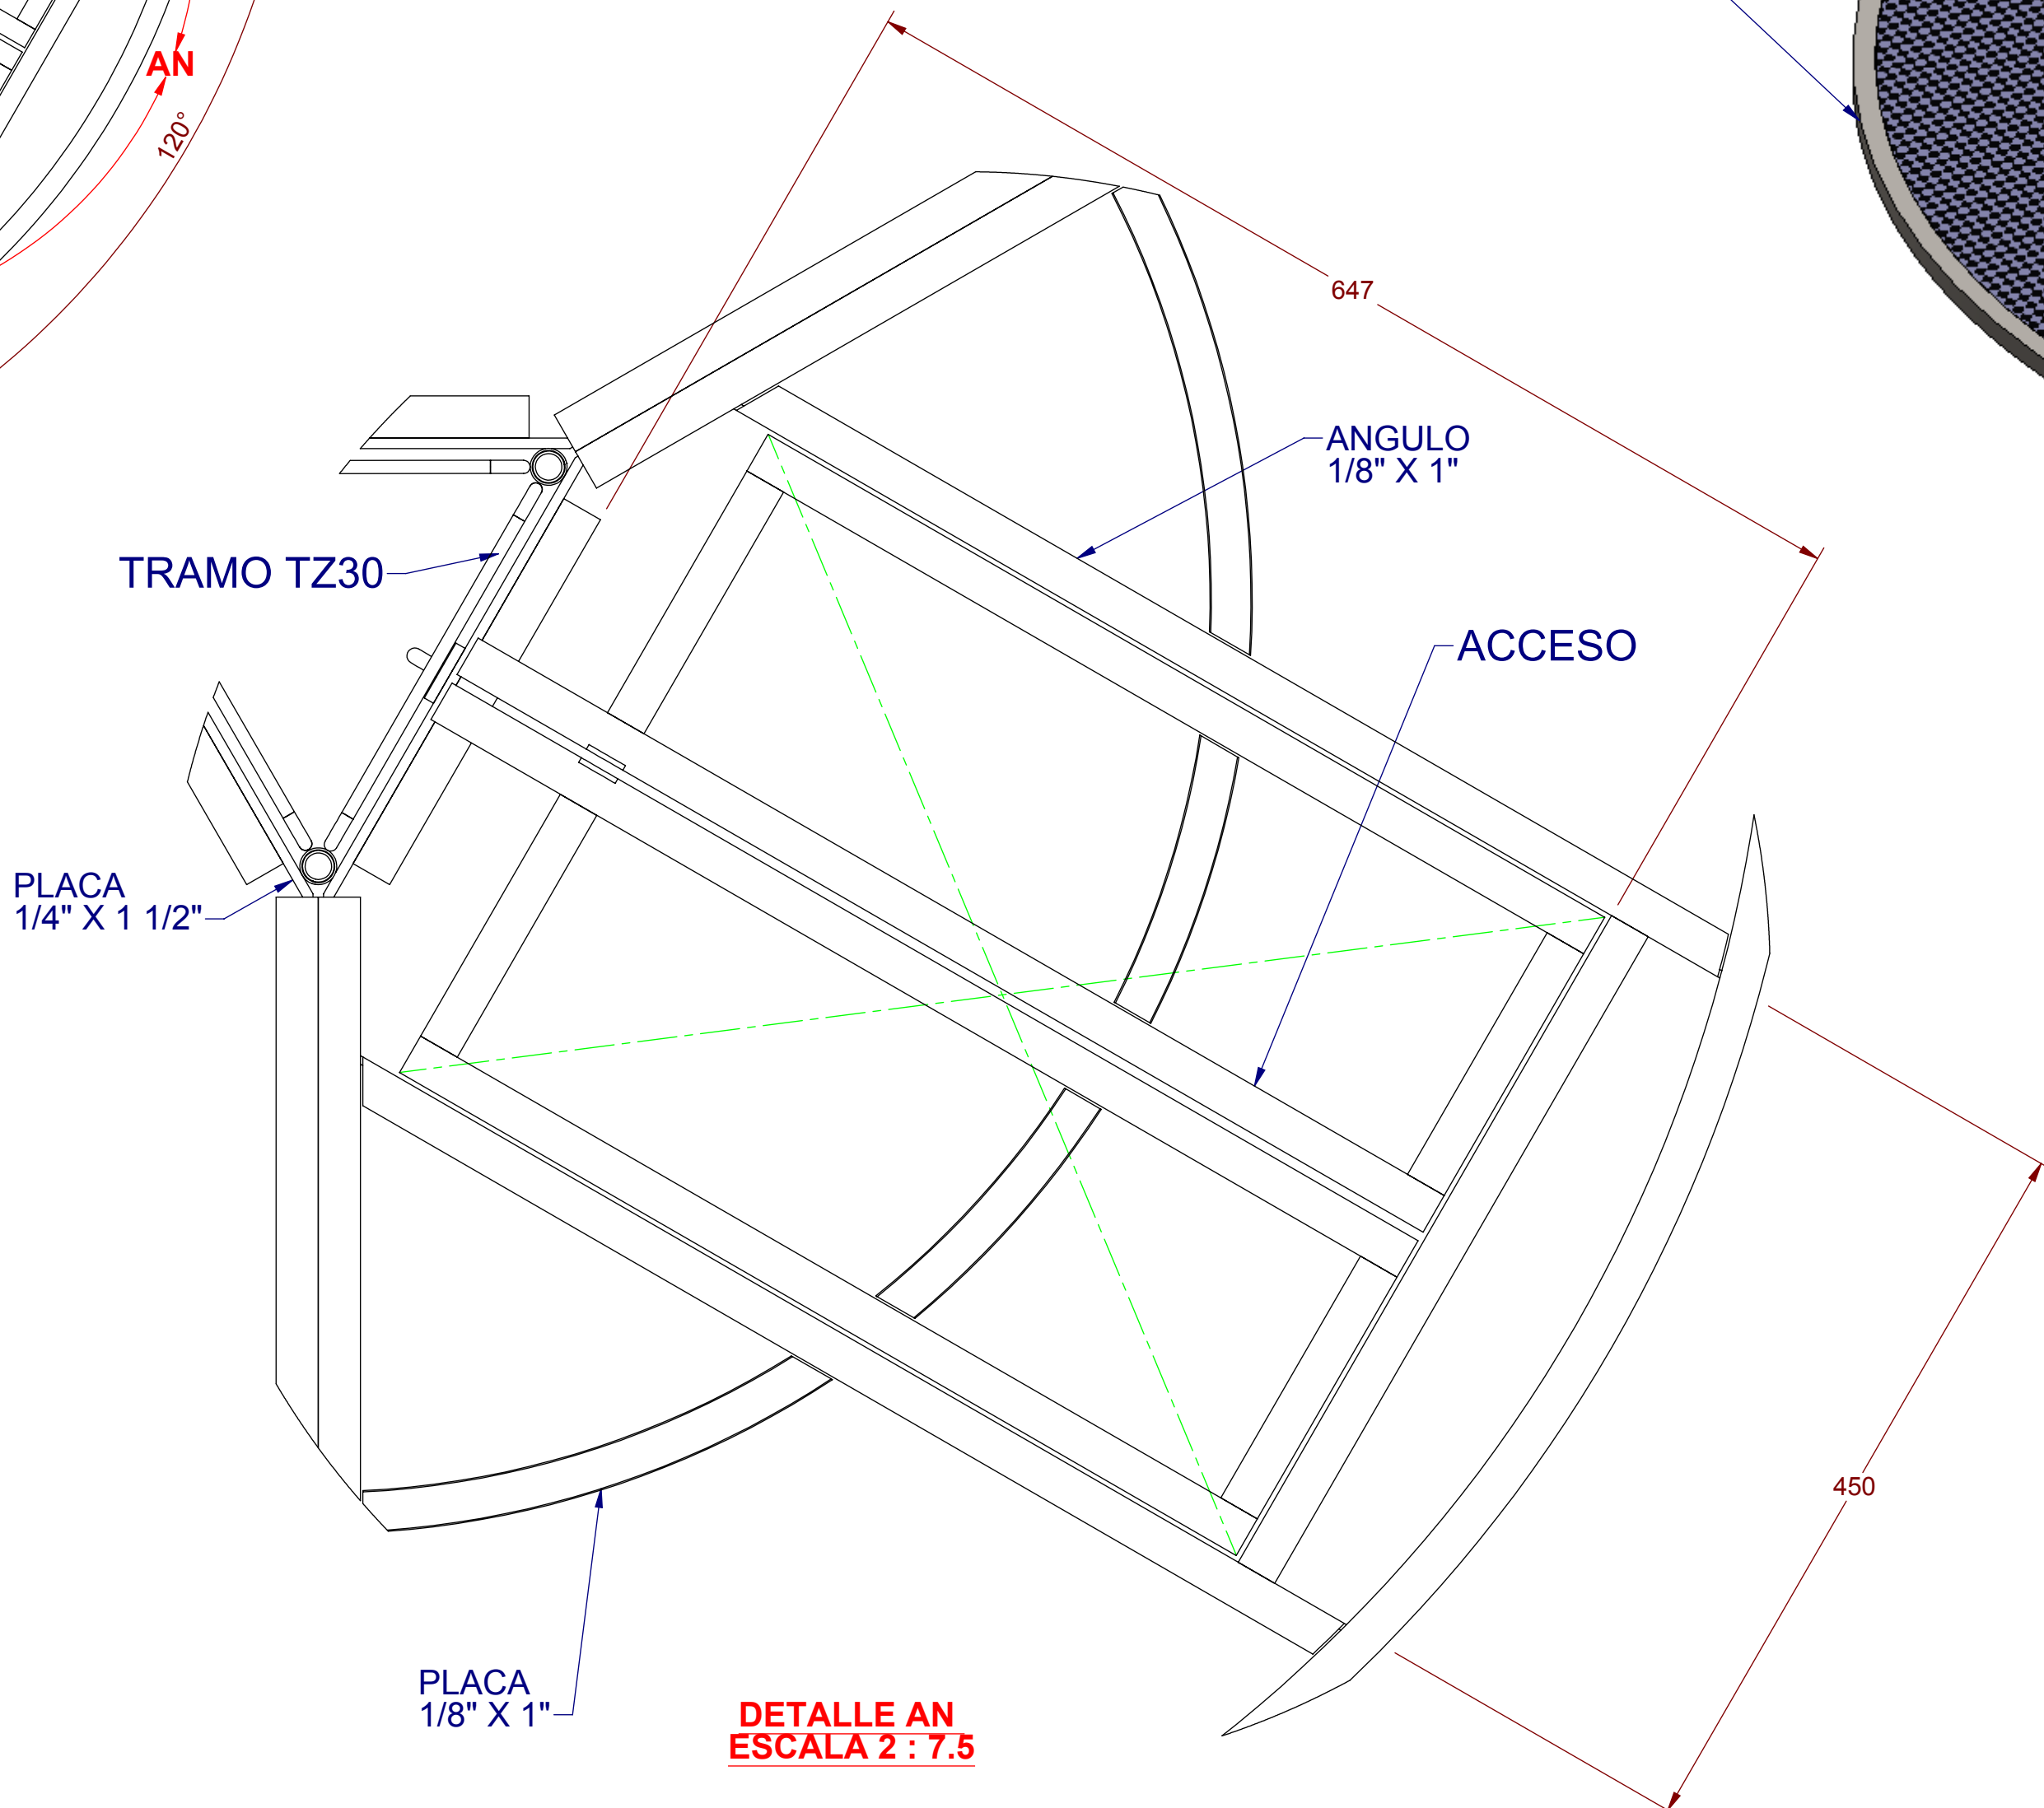 AN
120°
647
ANGULO
1/8" X 1"
TRAMO TZ30
ACCESO
PLACA
1/4" X 1 1/2"
450
PLACA
1/8" X 1"
DETALLE AN
ESCALA 2 : 7.5